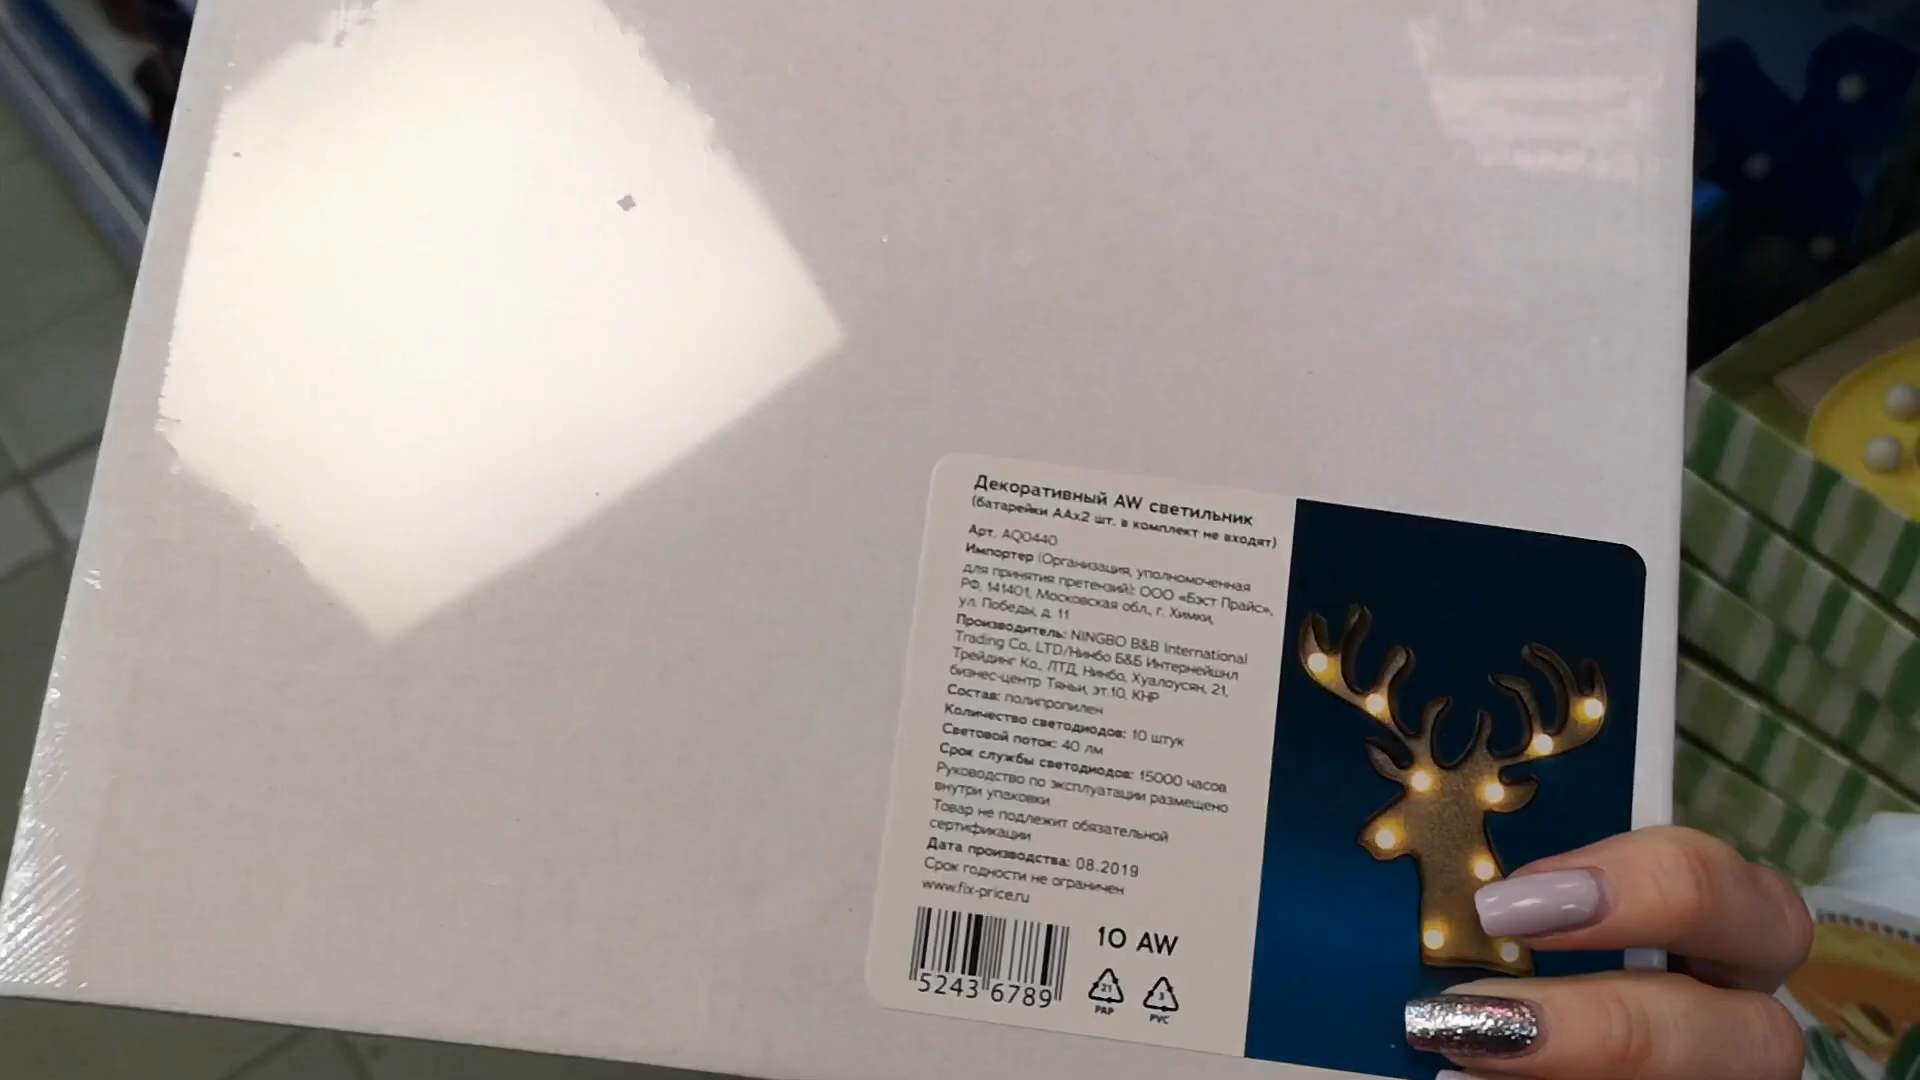 Декоративный AW светильник
(батарейки ААx2 шт. в комплект не входят)
Арт. AQ0440
Импортер (Организация, уполномоченная
для принятия претензий): ООО «Бэст Прайс»,
РФ, 141401, Московская обл., г. Химки,
ул. Победы, д. 11
Производитель: NINGBO B&B International
Trading Co., LTD/Нинбо Б&Б Интернейшнл
Трейдинг Ко., ЛТД, Нинбо, Хуалоусян, 21,
бизнес-центр Тяньи, эт.10, КНР
Состав: полипропилен
Количество светодиодов: 10 штук
Световой поток: 40 лм
Срок службы светодиодов: 15000 часов
Руководство по эксплуатации размещено
внутри упаковки
Товар не подлежит обязательной
сертификации
Дата производства: 08.2019
Срок годности не ограничен
www.fix-price.ru
10 AW
5243 6789
21
PAP
3
PVC